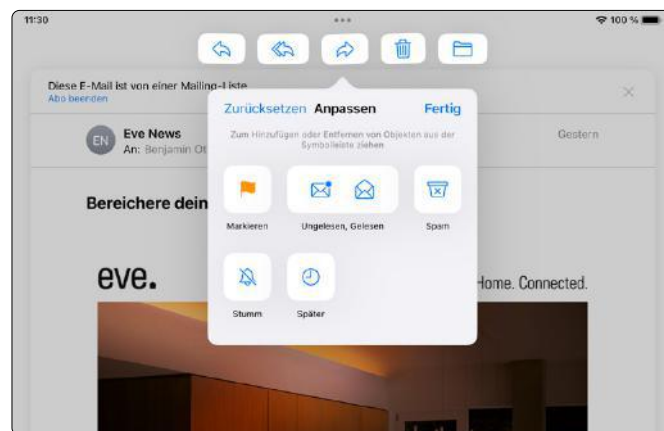 11:30
100 %
Diese E-Mail ist von einer Mailing-Liste
Abo beenden
EN
Eve News
Gestern
An: Benjamin Ot
Zurücksetzen Anpassen Fertig
Zum Hinzufügen oder Entfernen von Objekten aus der
Symbolleiste ziehen
Bereichere dein
Markieren
Ungelesen, Gelesen
Spam
eve.
Home. Connected.
Stumm
Später